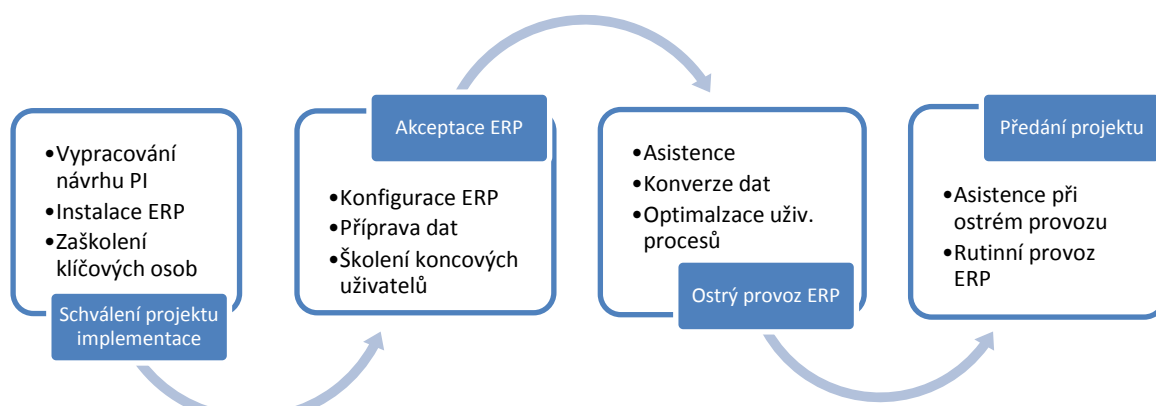 •Vypracování
návrhu PI
•Instalace ERP
•Zaškolení
klíčových osob
Schválení projektu
implementace
Akceptace ERP
•Konfigurace ERP
•Příprava dat
•Školení koncových
uživatelů
•Asistence
•Konverze dat
•Optimalzace uživ.
procesů
Ostrý provoz ERP
Předání projektu
•Asistence při
ostrém provozu
•Rutinní provoz
ERP